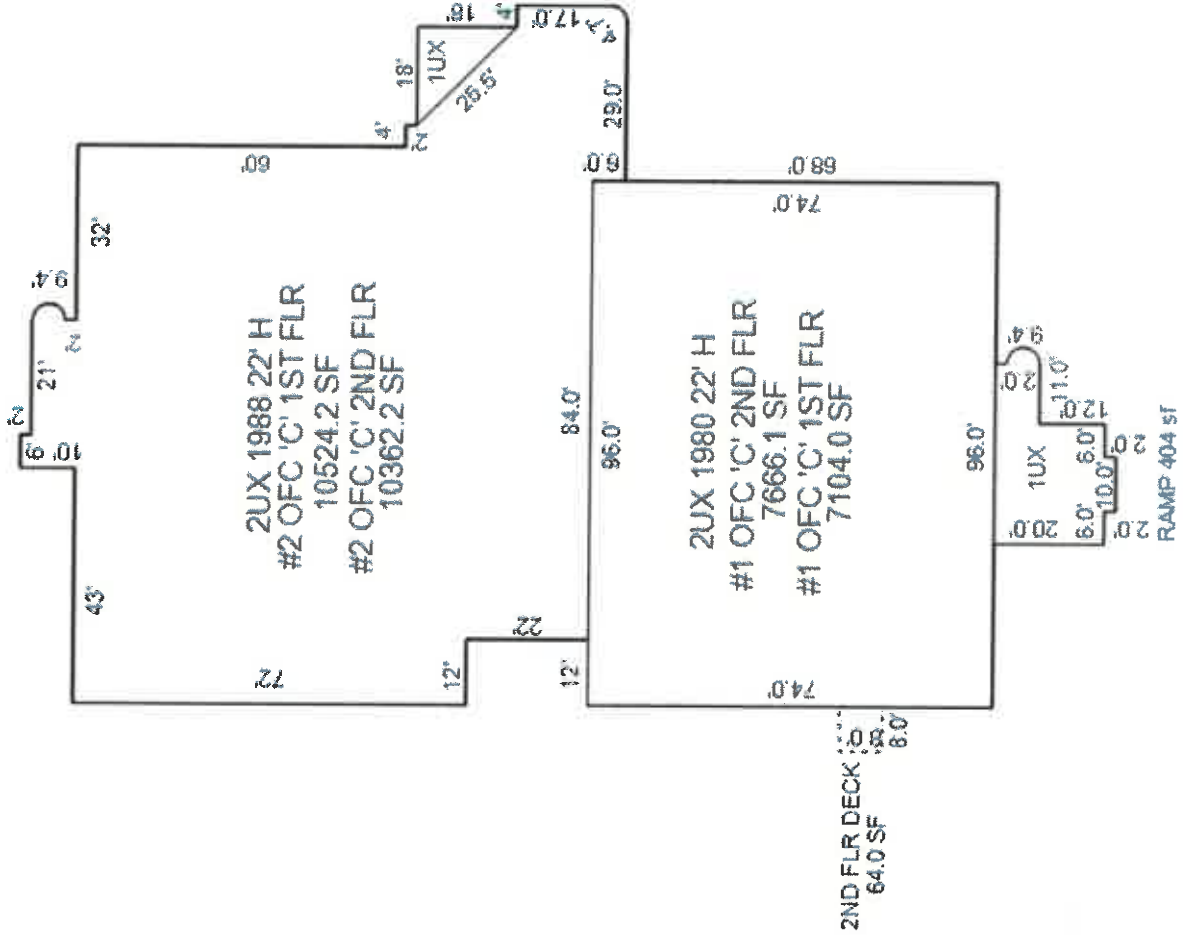 18'
4'
17.0'
18'
1UX
25.5'
4'
2'
29.0'
60'
6.0'
32'
9.4'
2'
21'
2'
6'
10'
43'
72'
12'
22'
12'
2UX 1988 22' H
#2 OFC 'C' 1ST FLR
10524.2 SF
#2 OFC 'C' 2ND FLR
10362.2 SF
84.0'
96.0'
68.0'
74.0'
2UX 1980 22' H
#1 OFC 'C' 2ND FLR
7666.1 SF
#1 OFC 'C' 1ST FLR
7104.0 SF
74.0'
96.0'
9.4'
2.0'
11.0'
12.0'
1UX
6.0'
2.0'
10.0'
6.0'
2.0'
20.0'
RAMP 404 SF
8.0'
8.0'
2ND FLR DECK
64.0 SF